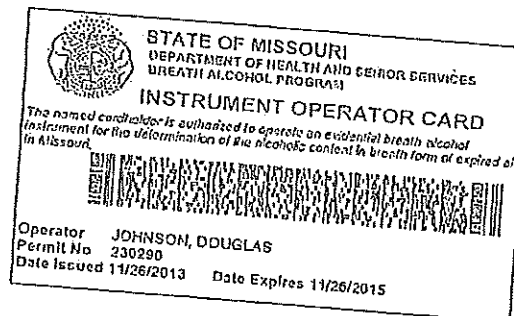 STATE OF MISSOURI
DEPARTMENT OF HEALTH AND SENIOR SERVICES
BREATH ALCOHOL PROGRAM
INSTRUMENT OPERATOR CARD
The named cardholder is authorized to operate an evidential breath alcohol
instrument for the determination of the alcoholic content in breath form of expired air
in Missouri.
Operator JOHNSON, DOUGLAS
Permit No 230290
Date Issued 11/26/2013 Date Expires 11/26/2015